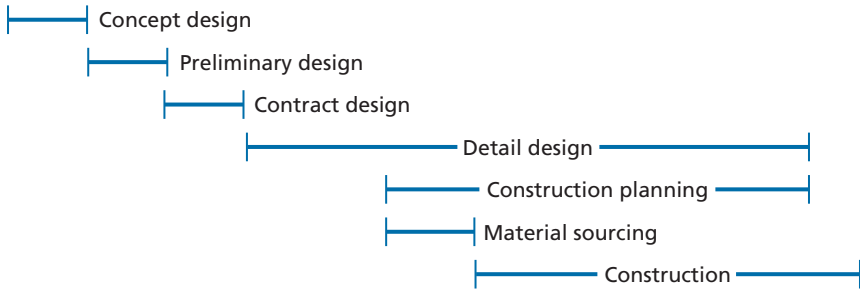 Concept design
Preliminary design
Contract design
Detail design
Construction planning
Material sourcing
Construction